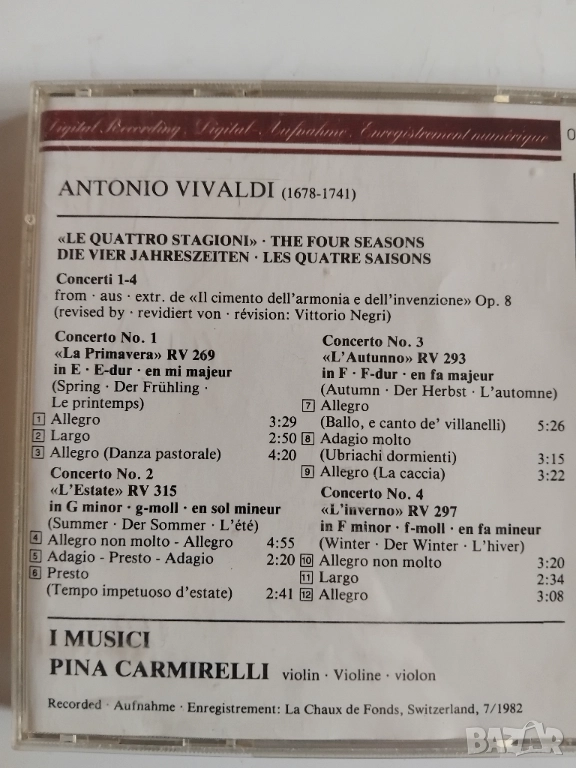 Digital Recording · Digital-Aufnahme · Enregistrement numérique
ANTONIO VIVALDI (1678-1741)
«LE QUATTRO STAGIONI» · THE FOUR SEASONS
DIE VIER JAHRESZEITEN · LES QUATRE SAISONS
Concerti 1-4
from · aus · extr. de «Il cimento dell'armonia e dell'invenzione» Op. 8
(revised by · revidiert von · révision: Vittorio Negri)
Concerto No. 1
«La Primavera» RV 269
in E · E-dur · en mi majeur
(Spring · Der Frühling ·
Le printemps)
1 Allegro 3:29
2 Largo 2:50
3 Allegro (Danza pastorale) 4:20
Concerto No. 2
«L'Estate» RV 315
in G minor · g-moll · en sol mineur
(Summer · Der Sommer · L'été)
4 Allegro non molto - Allegro 4:55
5 Adagio - Presto - Adagio 2:20
6 Presto
(Tempo impetuoso d'estate) 2:41
Concerto No. 3
«L'Autunno» RV 293
in F · F-dur · en fa majeur
(Autumn · Der Herbst · L'automne)
7 Allegro
(Ballo, e canto de' villanelli) 5:26
8 Adagio molto
(Ubriachi dormienti) 3:15
9 Allegro (La caccia) 3:22
Concerto No. 4
«L'inverno» RV 297
in F minor · f-moll · en fa mineur
(Winter · Der Winter · L'hiver)
10 Allegro non molto 3:20
11 Largo 2:34
12 Allegro 3:08
I MUSICI
PINA CARMIRELLI violin · Violine · violon
Recorded · Aufnahme · Enregistrement: La Chaux de Fonds, Switzerland, 7/1982
BAZAR